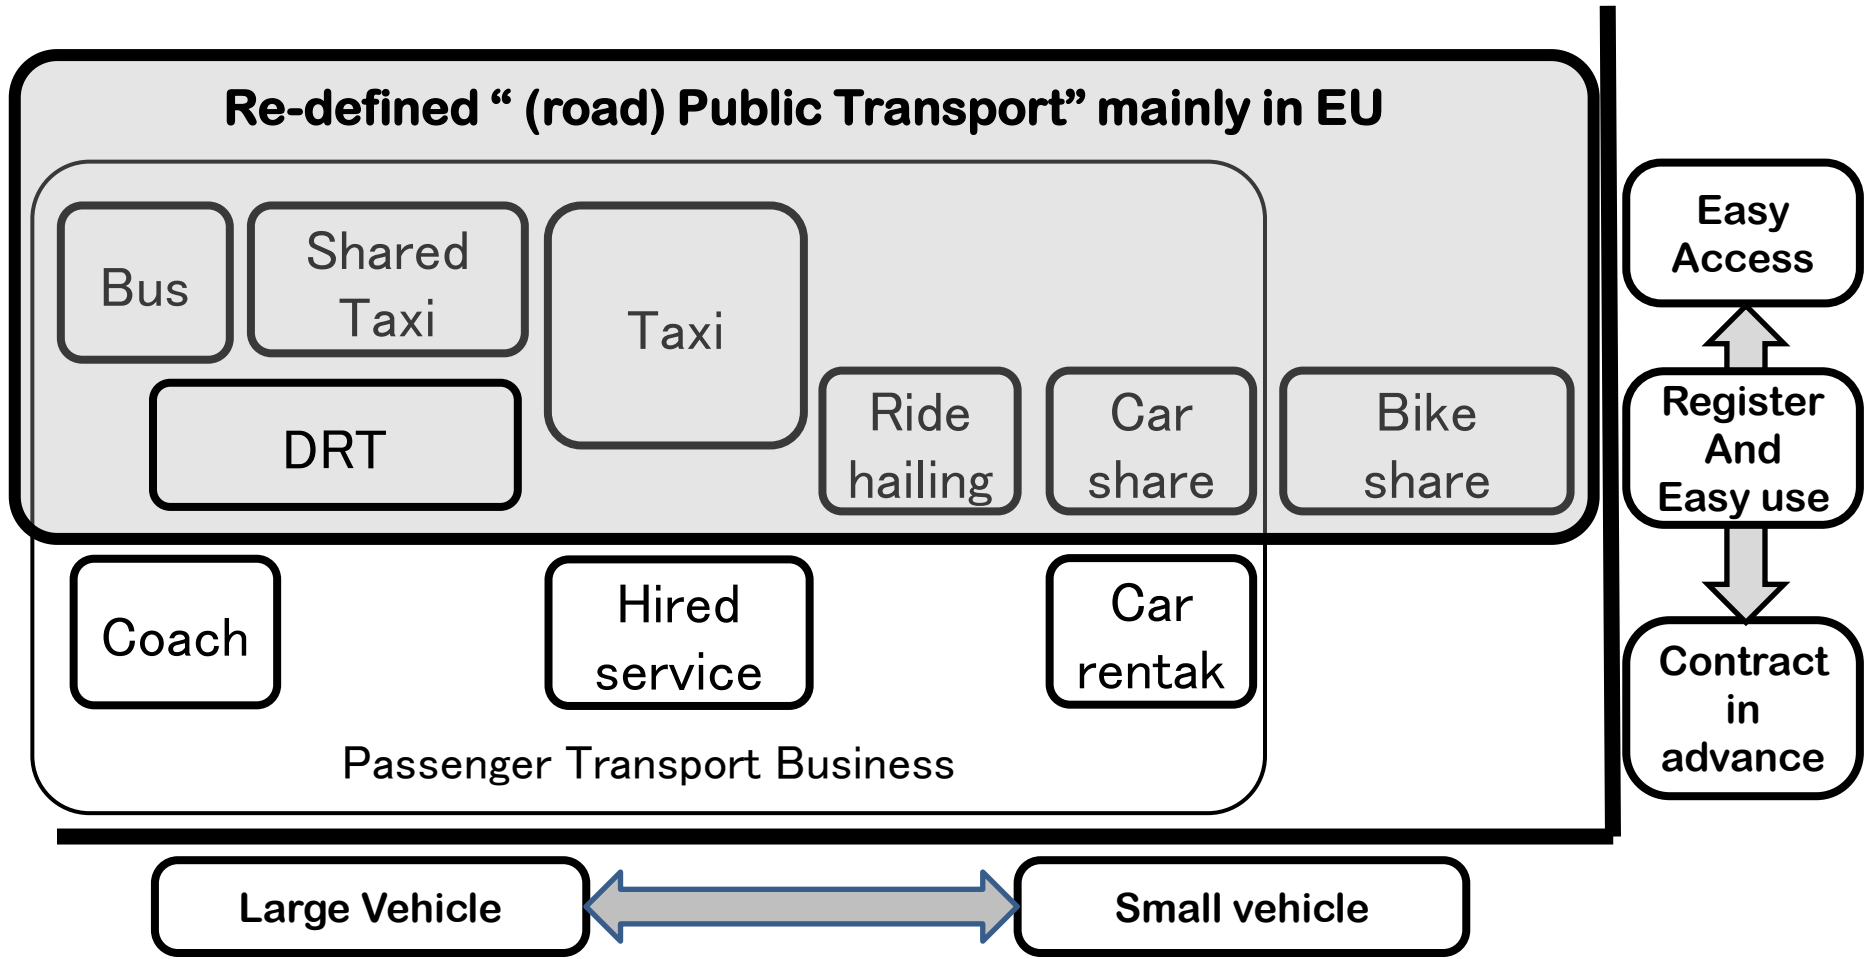 Re-defined “ (road) Public Transport” mainly in EU
Bus
Shared
Taxi
Taxi
DRT
Ride
hailing
Car
share
Bike
share
Coach
Hired
service
Car
rentak
Passenger Transport Business
Easy
Access
Register
And
Easy use
Contract
in
advance
Large Vehicle
Small vehicle